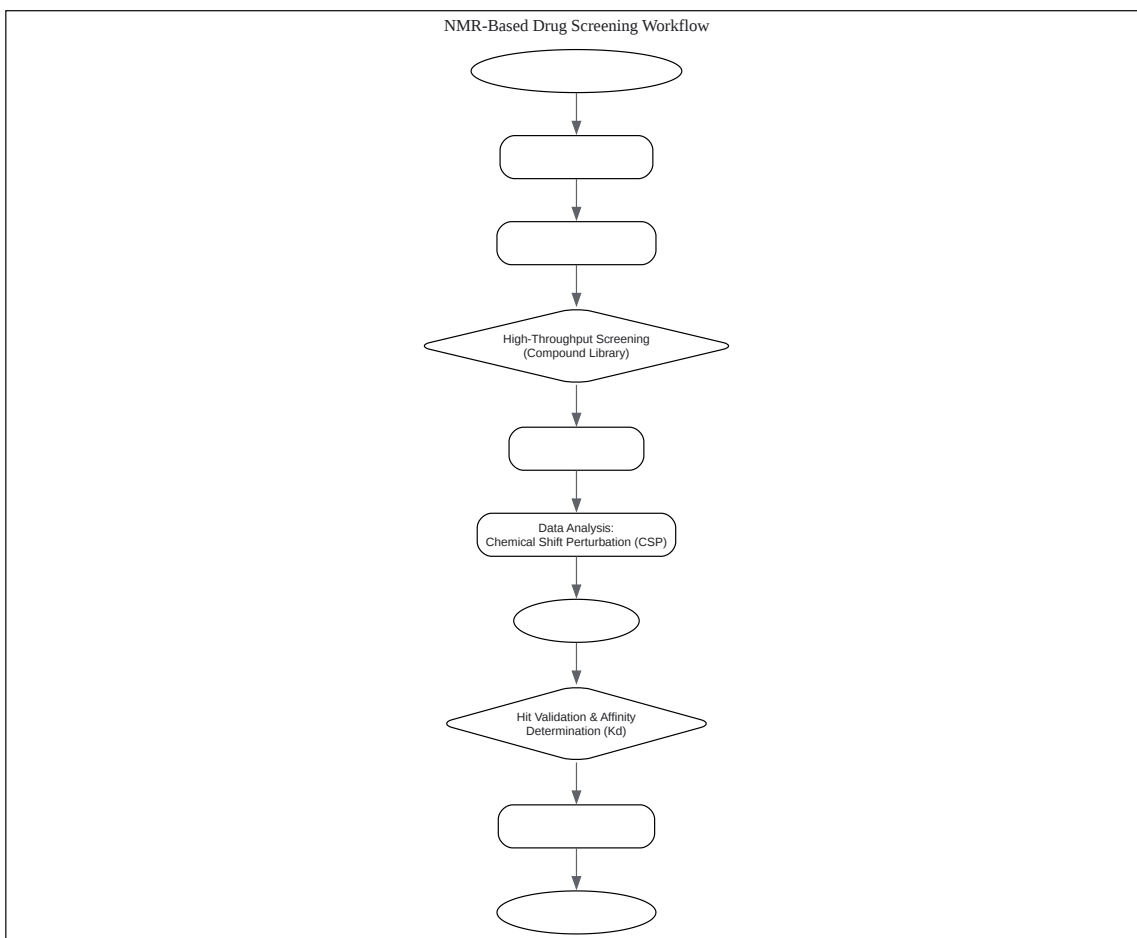 NMR-Based Drug Screening Workflow
High-Throughput Screening
(Compound Library)
Data Analysis:
Chemical Shift Perturbation (CSP)
Hit Validation & Affinity
Determination (Kd)